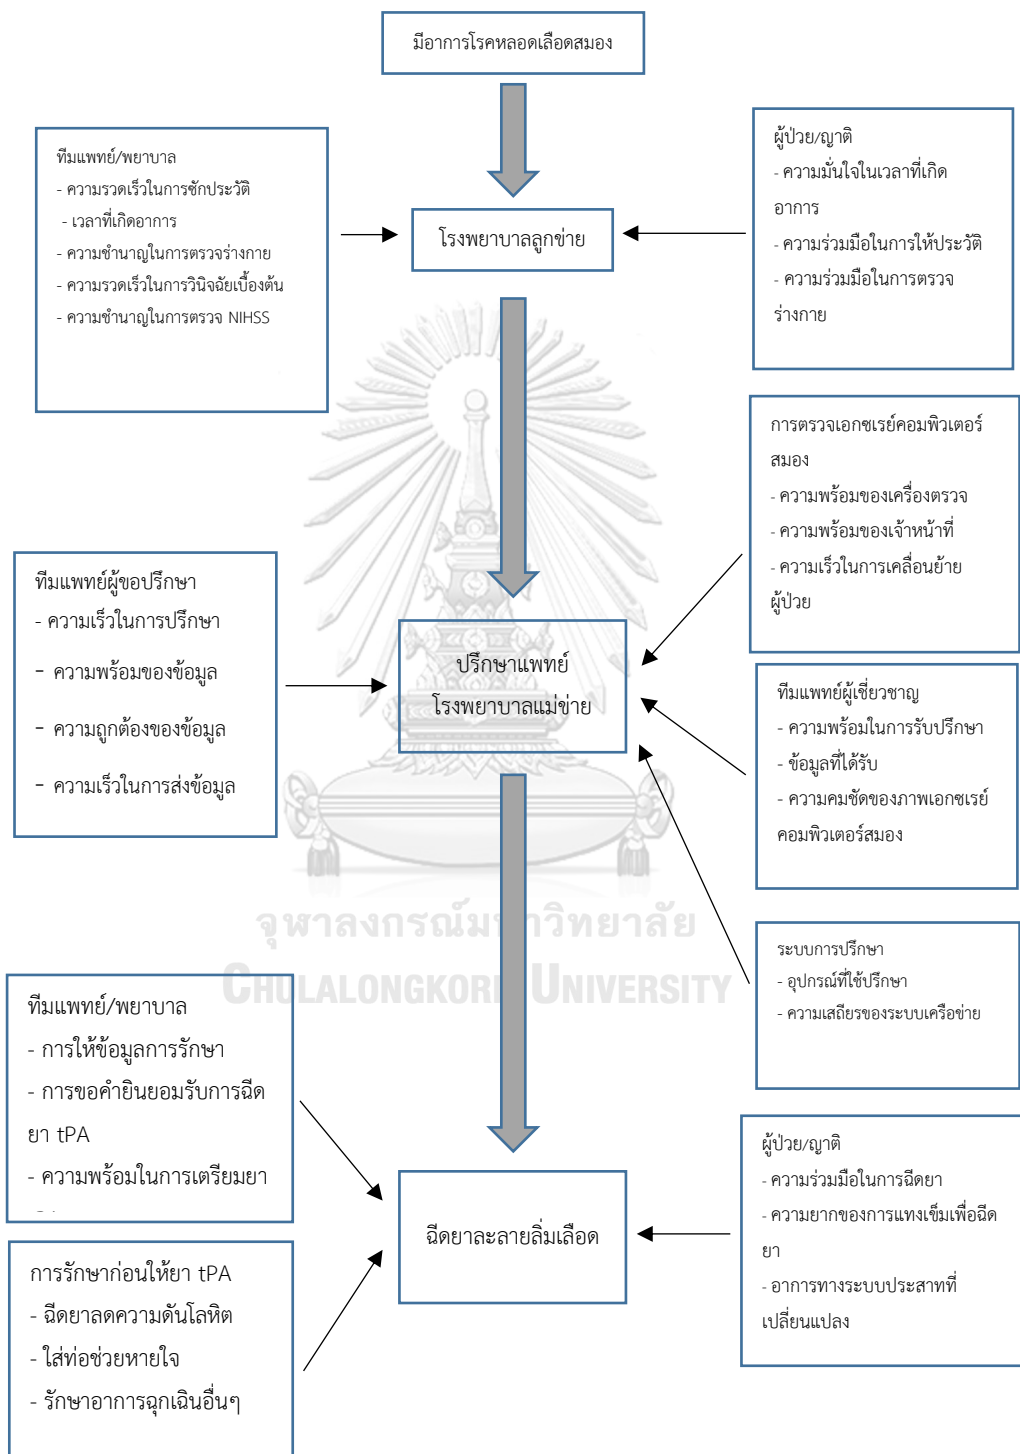 มีอาการโรคหลอดเลือดสมอง
ทีมแพทย์/พยาบาล
- ความรวดเร็วในการซักประวัติ
- เวลาที่เกิดอาการ
- ความชำนาญในการตรวจร่างกาย
- ความรวดเร็วในการวินิจฉัยเบื้องต้น
- ความชำนาญในการตรวจ NIHSS
โรงพยาบาลลูกข่าย
ผู้ป่วย/ญาติ
- ความมั่นใจในเวลาที่เกิด
อาการ
- ความร่วมมือในการให้ประวัติ
- ความร่วมมือในการตรวจ
ร่างกาย
การตรวจเอกซเรย์คอมพิวเตอร์
สมอง
- ความพร้อมของเครื่องตรวจ
- ความพร้อมของเจ้าหน้าที่
- ความเร็วในการเคลื่อนย้าย
ผู้ป่วย
ทีมแพทย์ผู้ขอปรึกษา
- ความเร็วในการปรึกษา
- ความพร้อมของข้อมูล
- ความถูกต้องของข้อมูล
- ความเร็วในการส่งข้อมูล
ปรึกษาแพทย์
โรงพยาบาลแม่ข่าย
ทีมแพทย์ผู้เชี่ยวชาญ
- ความพร้อมในการรับปรึกษา
- ข้อมูลที่ได้รับ
- ความคมชัดของภาพเอกซเรย์
คอมพิวเตอร์สมอง
จุฬาลงกรณ์มหาวิทยาลัย
CHULALONGKORN UNIVERSITY
ระบบการปรึกษา
- อุปกรณ์ที่ใช้ปรึกษา
- ความเสถียรของระบบเครือข่าย
ทีมแพทย์/พยาบาล
- การให้ข้อมูลการรักษา
- การขอคำยินยอมรับการฉีด
ยา tPA
- ความพร้อมในการเตรียมยา
ฉีดยาละลายลิ่มเลือด
ผู้ป่วย/ญาติ
- ความร่วมมือในการฉีดยา
- ความยากของการแทงเข็มเพื่อฉีด
ยา
- อาการทางระบบประสาทที่
เปลี่ยนแปลง
การรักษาก่อนให้ยา tPA
- ฉีดยาลดความดันโลหิต
- ใส่ท่อช่วยหายใจ
- รักษาอาการฉุกเฉินอื่นๆ